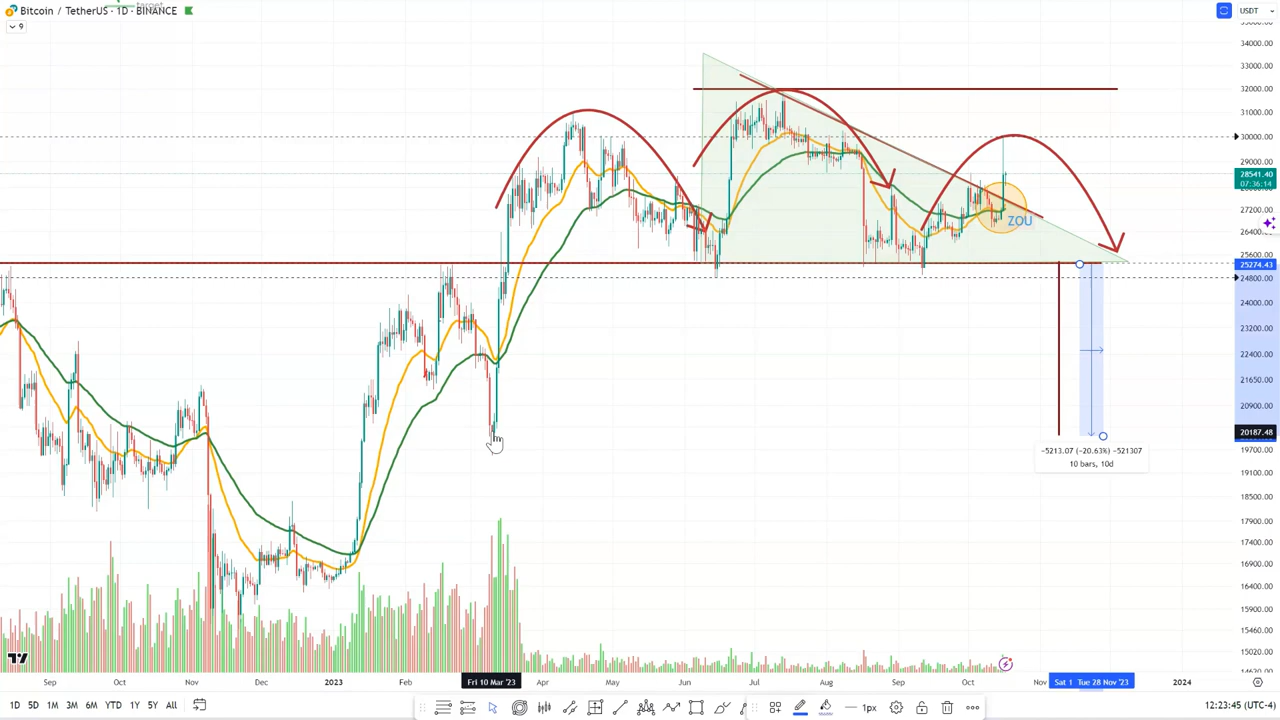 Bitcoin / TetherUS · 1D · BINANCE
target
USDT
9
34000.00
33000.00
32000.00
31000.00
30000.00
29000.00
28541.40
07:36:14
27200.00
ZOU
26400.00
25600.00
25274.43
24800.00
24000.00
23200.00
22400.00
21650.00
20900.00
20187.48
19700.00
−5213.07 (−20.63%) −521307
10 bars, 10d
19100.00
18500.00
17900.00
17400.00
16900.00
16400.00
15900.00
15460.00
15020.00
Sep
Oct
Nov
Dec
2023
Feb
Fri 10 Mar '23
Apr
May
Jun
Jul
Aug
Sep
Oct
Nov
Sat 1
Tue 28 Nov '23
2024
1D 5D 1M 3M 6M YTD 1Y 5Y All
1px
12:23:45 (UTC-4)